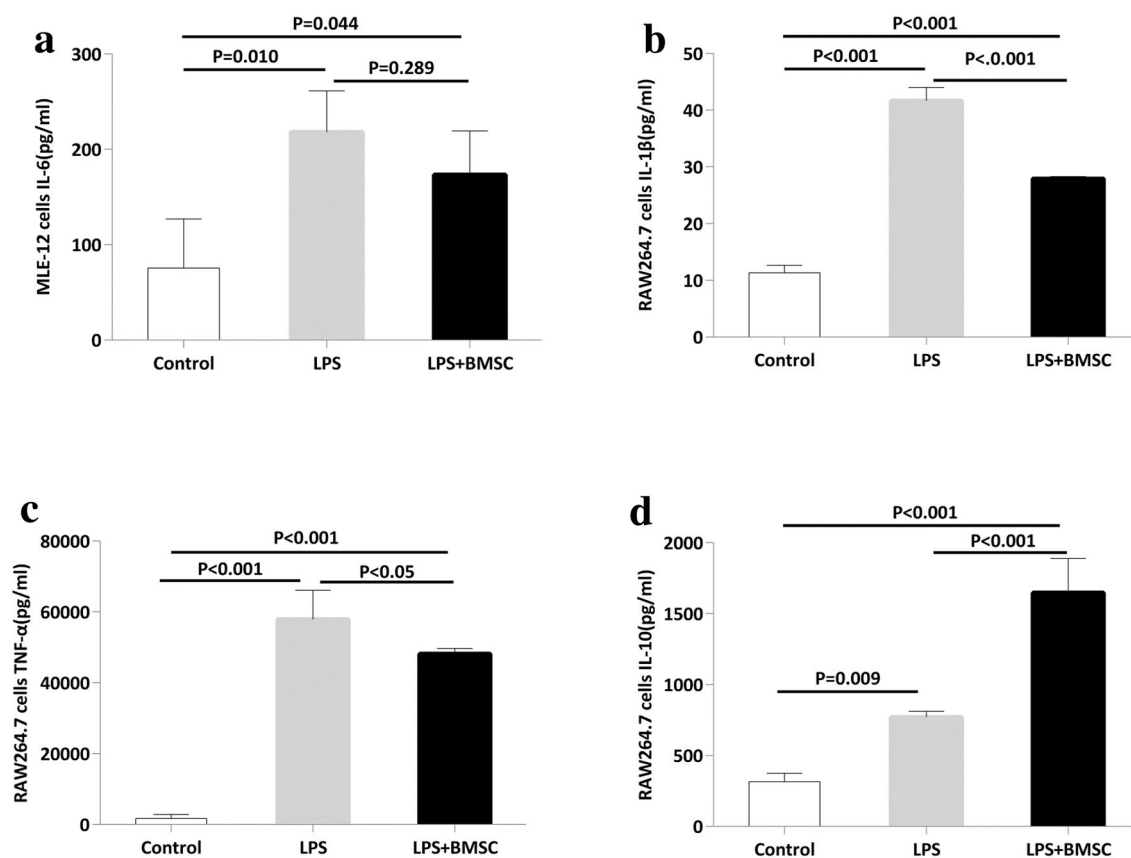 a
P=0.044
P=0.010
P=0.289
MLE-12 cells IL-6(pg/ml)
300
200
100
0
Control LPS LPS+BMSC
b
P<0.001
P<0.001 P<.0.001
RAW264.7 cells IL-1β(pg/ml)
50
40
30
20
10
0
Control LPS LPS+BMSC
c
P<0.001
P<0.001 P<0.05
RAW264.7 cells TNF-α(pg/ml)
80000
60000
40000
20000
0
Control LPS LPS+BMSC
d
P<0.001
P<0.001
P=0.009
RAW264.7 cells IL-10(pg/ml)
2000
1500
1000
500
0
Control LPS LPS+BMSC